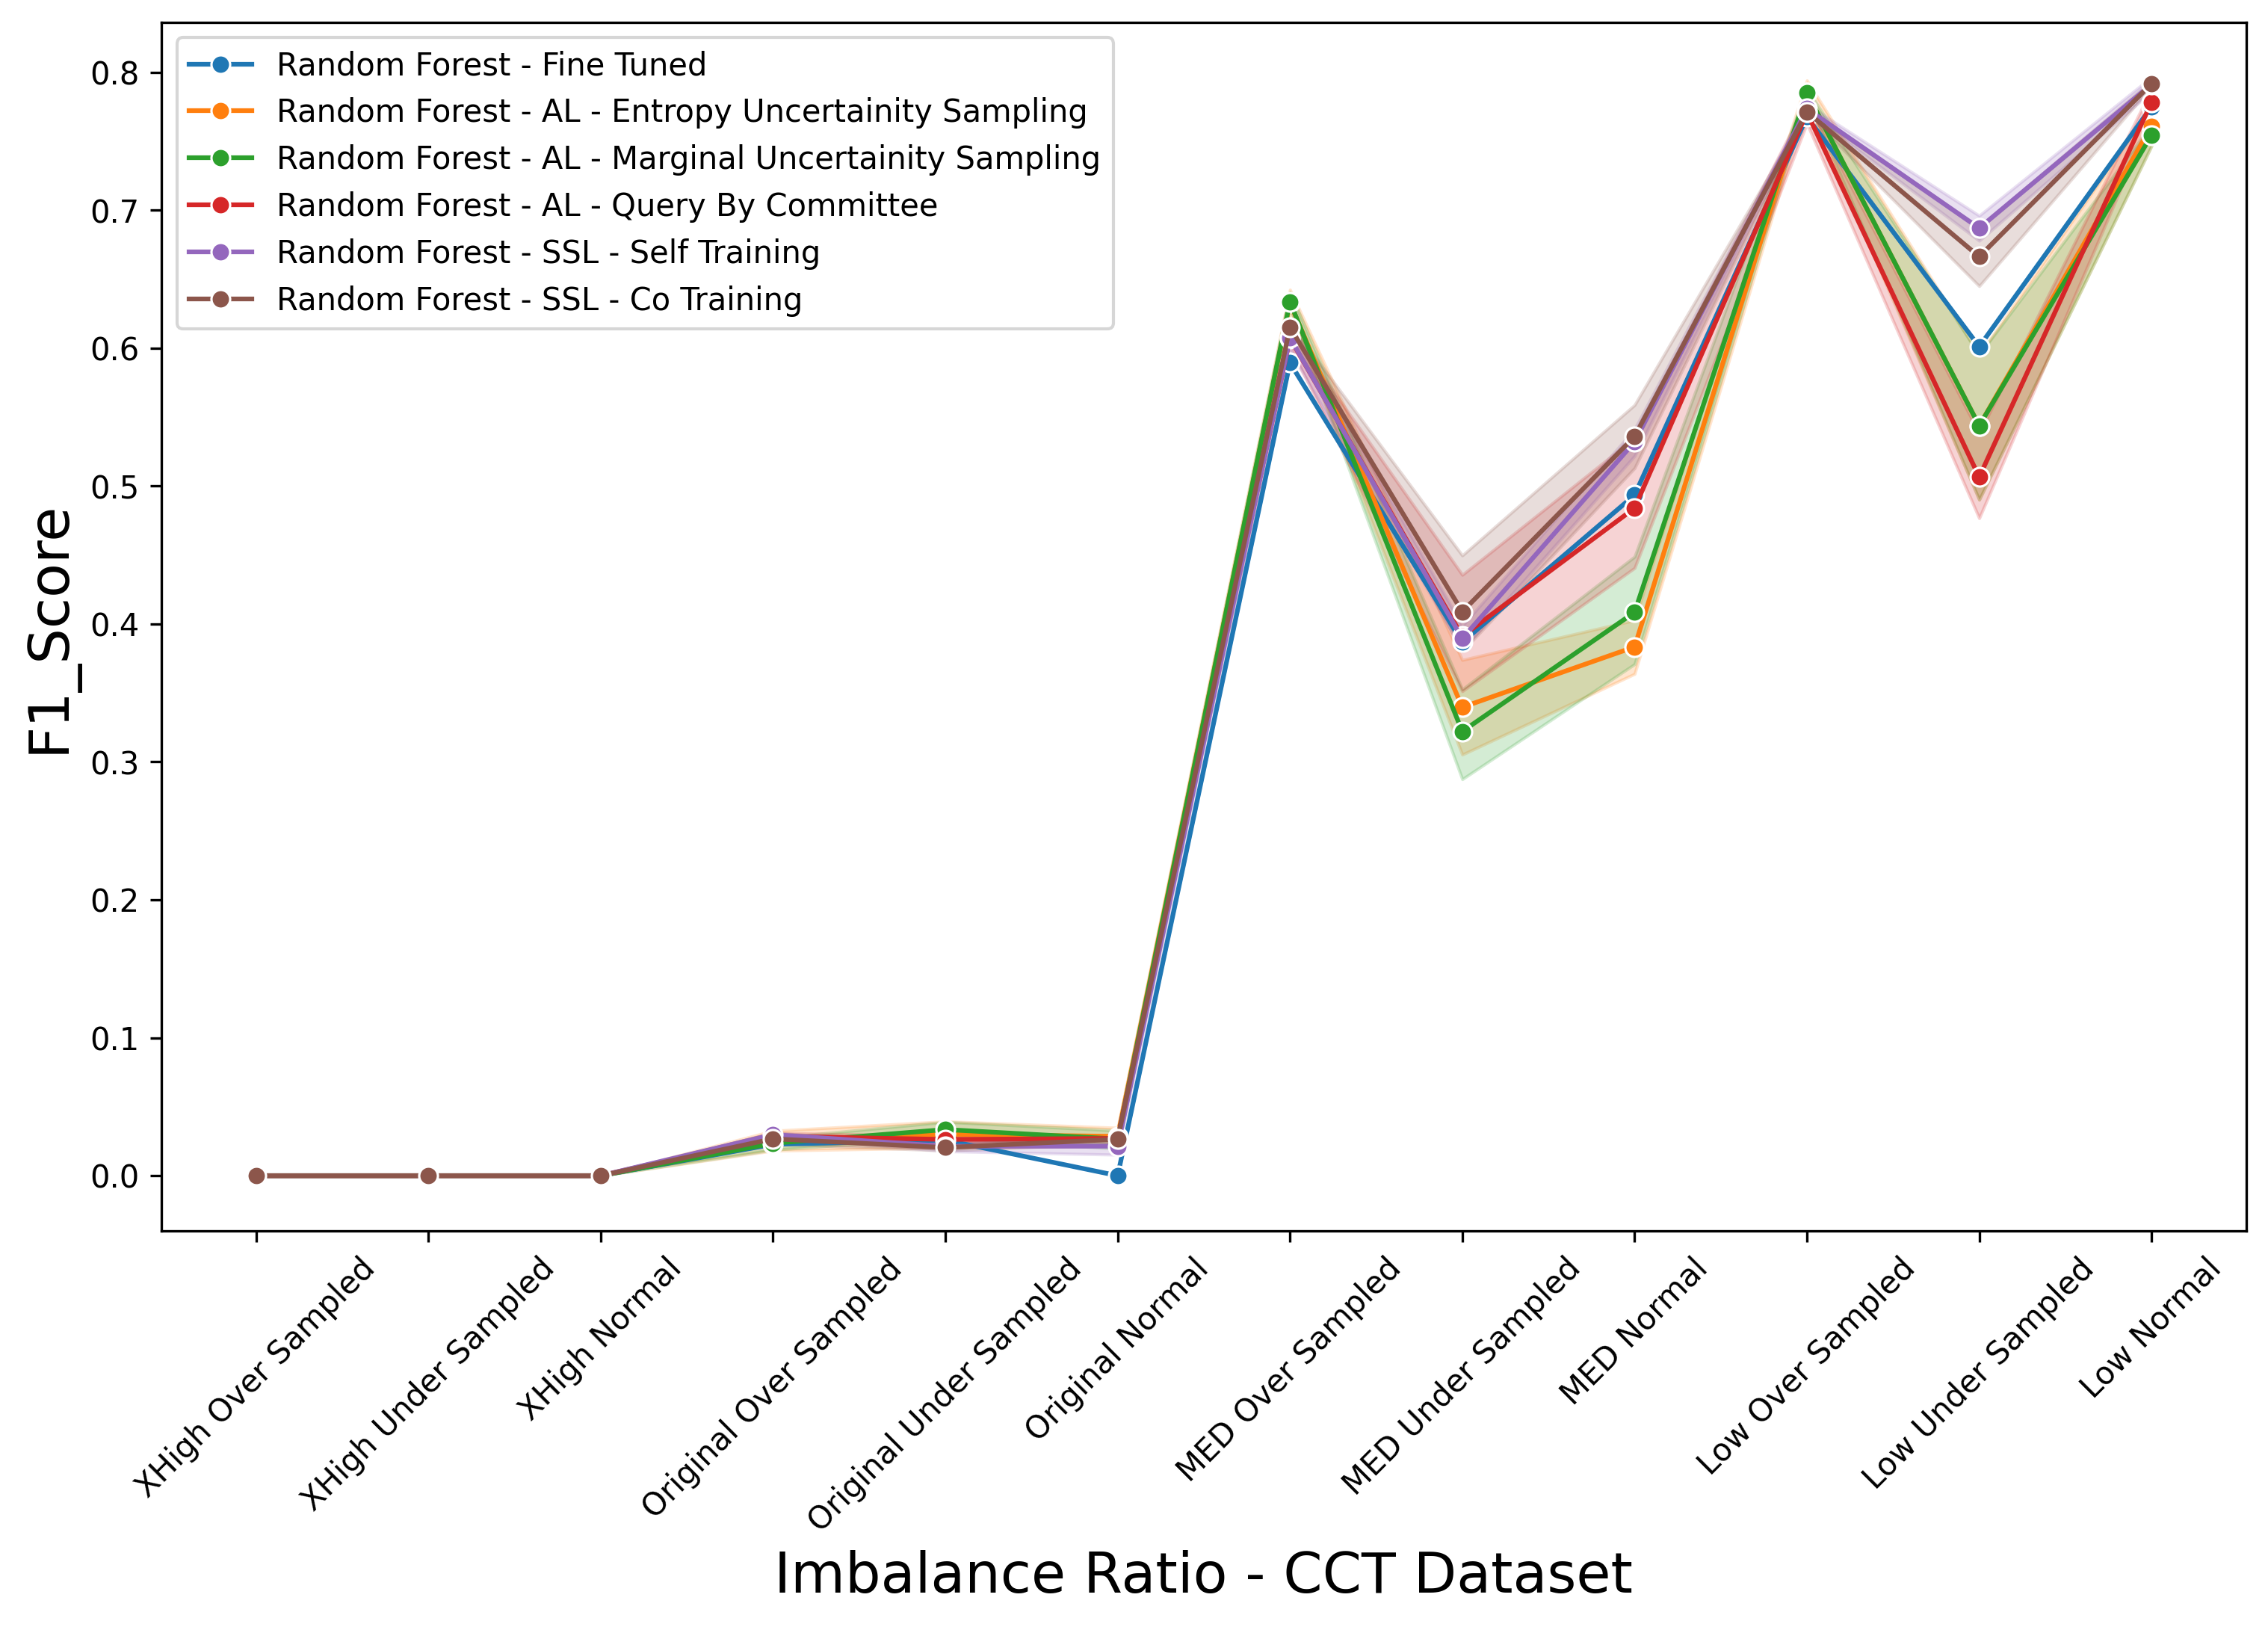 Random Forest - Fine Tuned
Random Forest - AL - Entropy Uncertainity Sampling
Random Forest - AL - Marginal Uncertainity Sampling
Random Forest - AL - Query By Committee
Random Forest - SSL - Self Training
Random Forest - SSL - Co Training
F1_Score
0.8
0.7
0.6
0.5
0.4
0.3
0.2
0.1
0.0
XHigh Over Sampled
XHigh Under Sampled
XHigh Normal
Original Over Sampled
Original Under Sampled
Original Normal
MED Over Sampled
MED Under Sampled
MED Normal
Low Over Sampled
Low Under Sampled
Low Normal
Imbalance Ratio - CCT Dataset